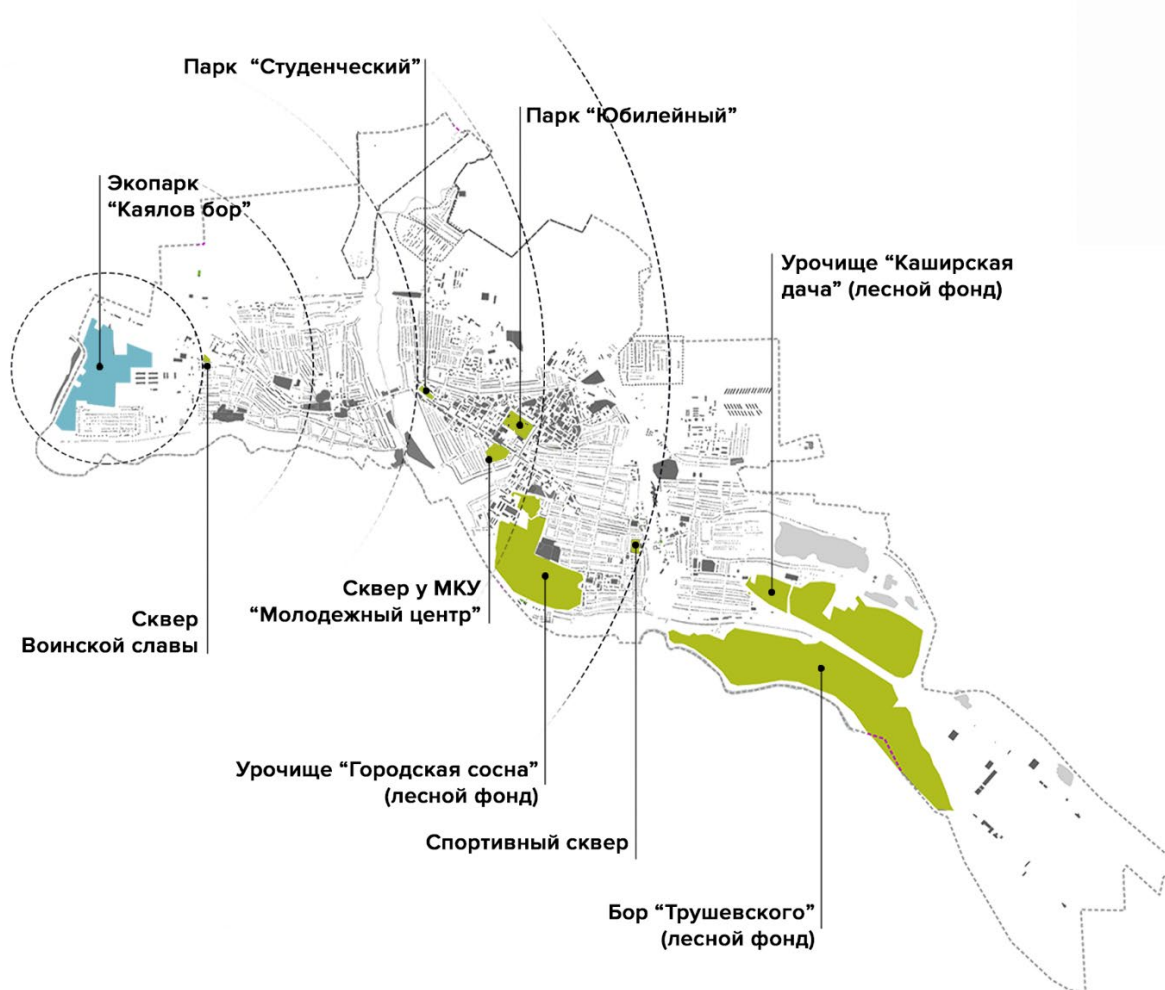 Парк “Студенческий”
Парк “Юбилейный”
Экопарк
“Каялов бор”
Урочище “Каширская
дача” (лесной фонд)
Сквер у МКУ
“Молодежный центр”
Сквер
Воинской славы
Урочище “Городская сосна”
(лесной фонд)
Спортивный сквер
Бор “Трушевского”
(лесной фонд)